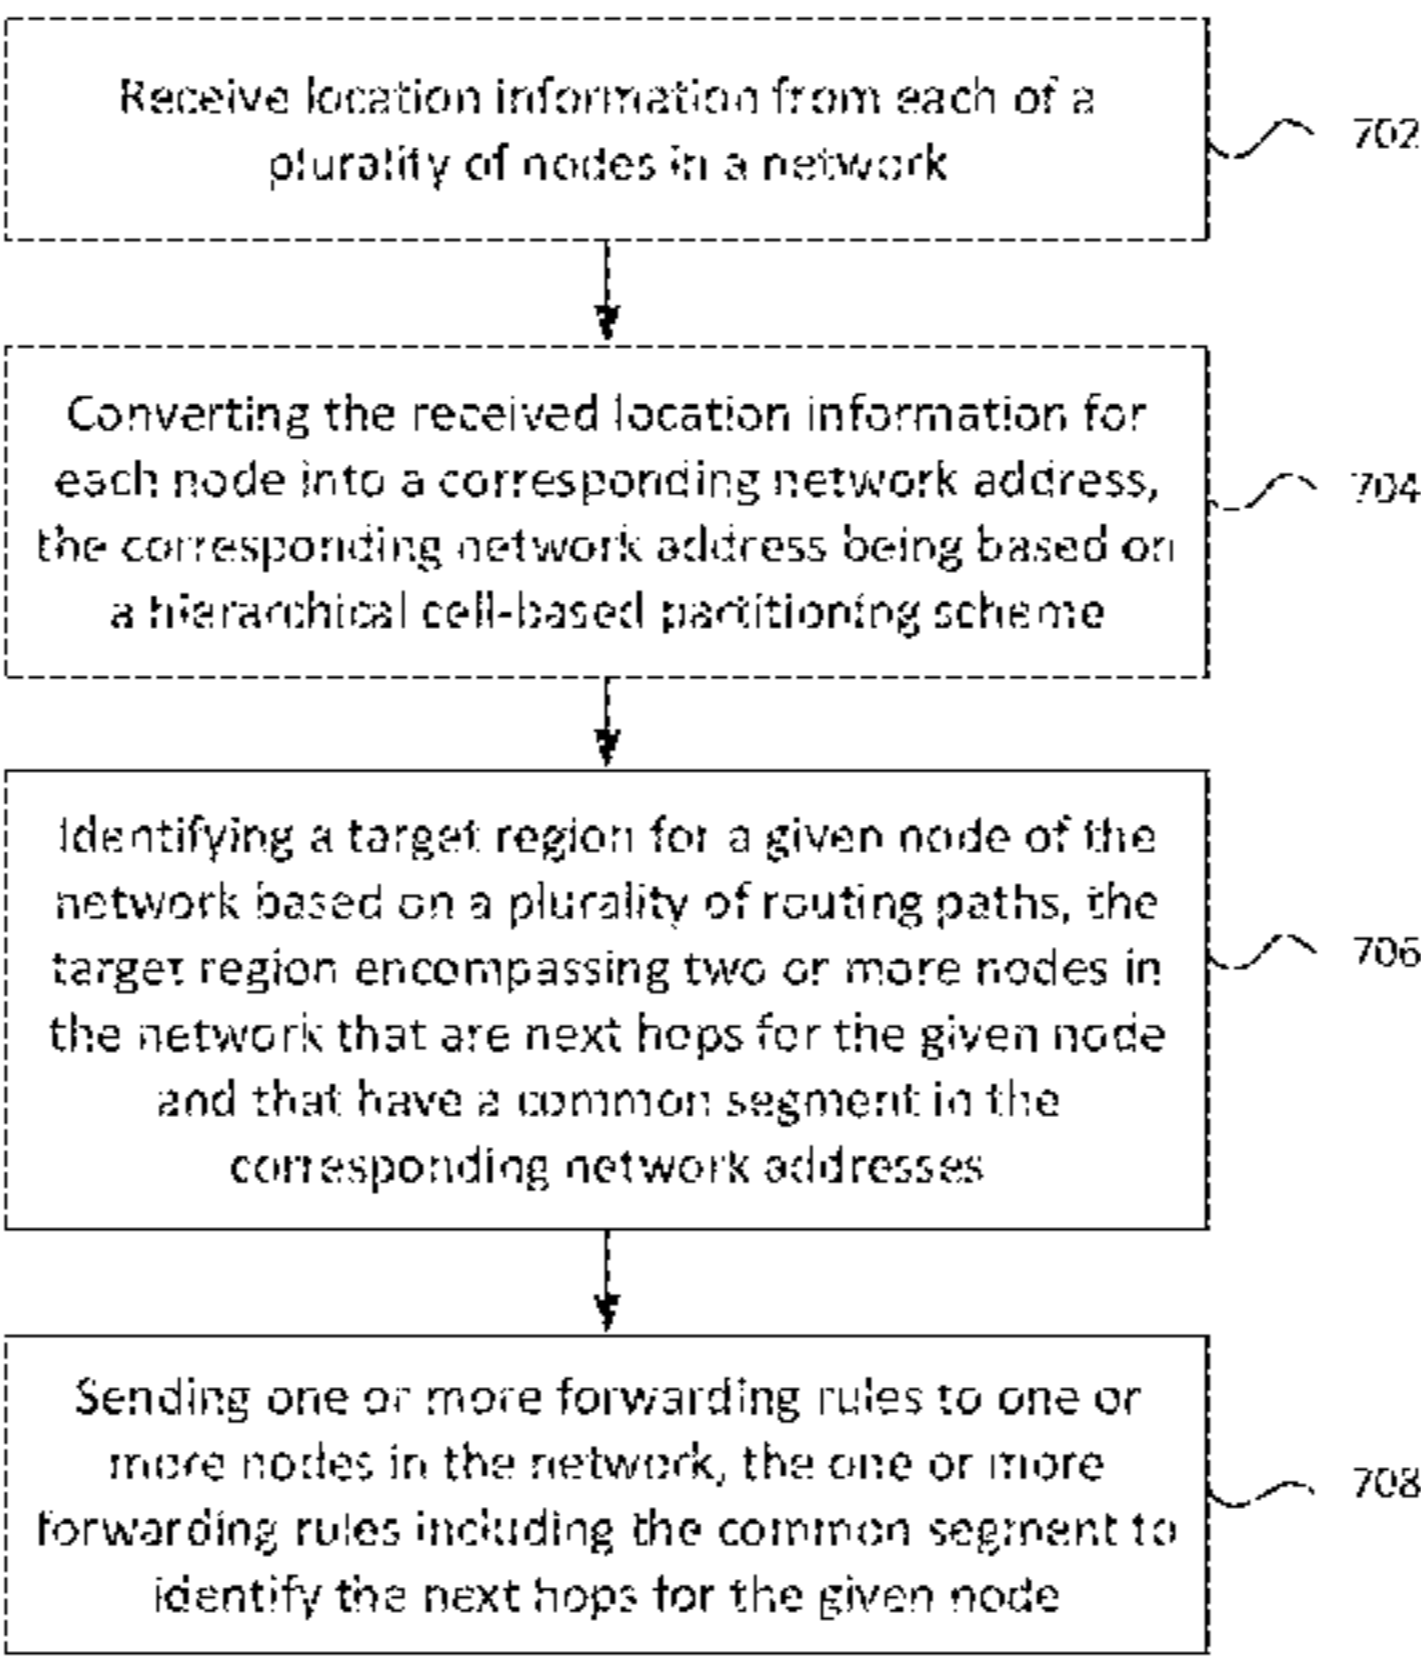 Receive location information from each of a
plurality of nodes in a network
702
Converting the received location information for
each node into a corresponding network address,
the corresponding network address being based on
a hierarchical cell-based partitioning scheme
704
Identifying a target region for a given node of the
network based on a plurality of routing paths, the
target region encompassing two or more nodes in
the network that are next hops for the given node
and that have a common segment in the
corresponding network addresses
706
Sending one or more forwarding rules to one or
more nodes in the network, the one or more
forwarding rules including the common segment to
identify the next hops for the given node
708